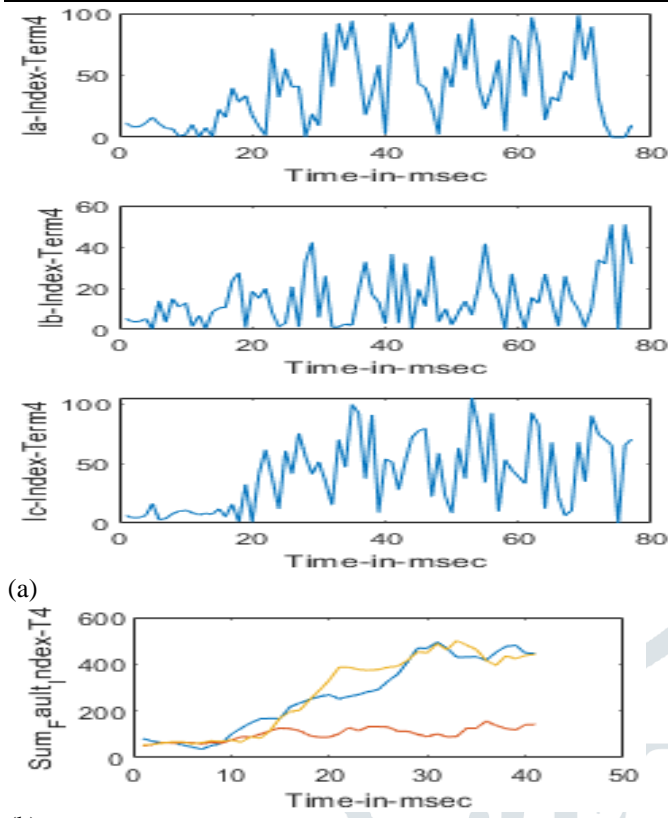 100
50
0
Ia-Index-Term4
0 20 40 60 80
Time-in-msec
60
40
20
0
Ib-Index-Term4
0 20 40 60 80
Time-in-msec
100
50
0
Ic-Index-Term4
0 20 40 60 80
Time-in-msec
(a)
600
400
200
0
Sum_Fault_Index-T4
0 10 20 30 40 50
Time-in-msec